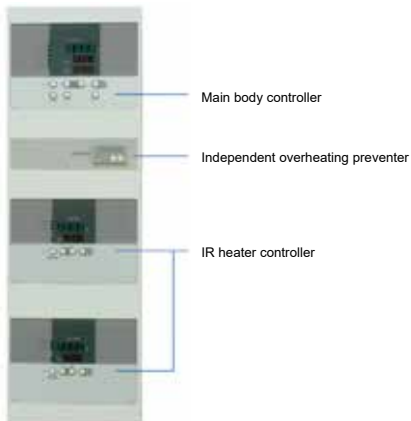 Main body controller
Independent overheating preventer
IR heater controller